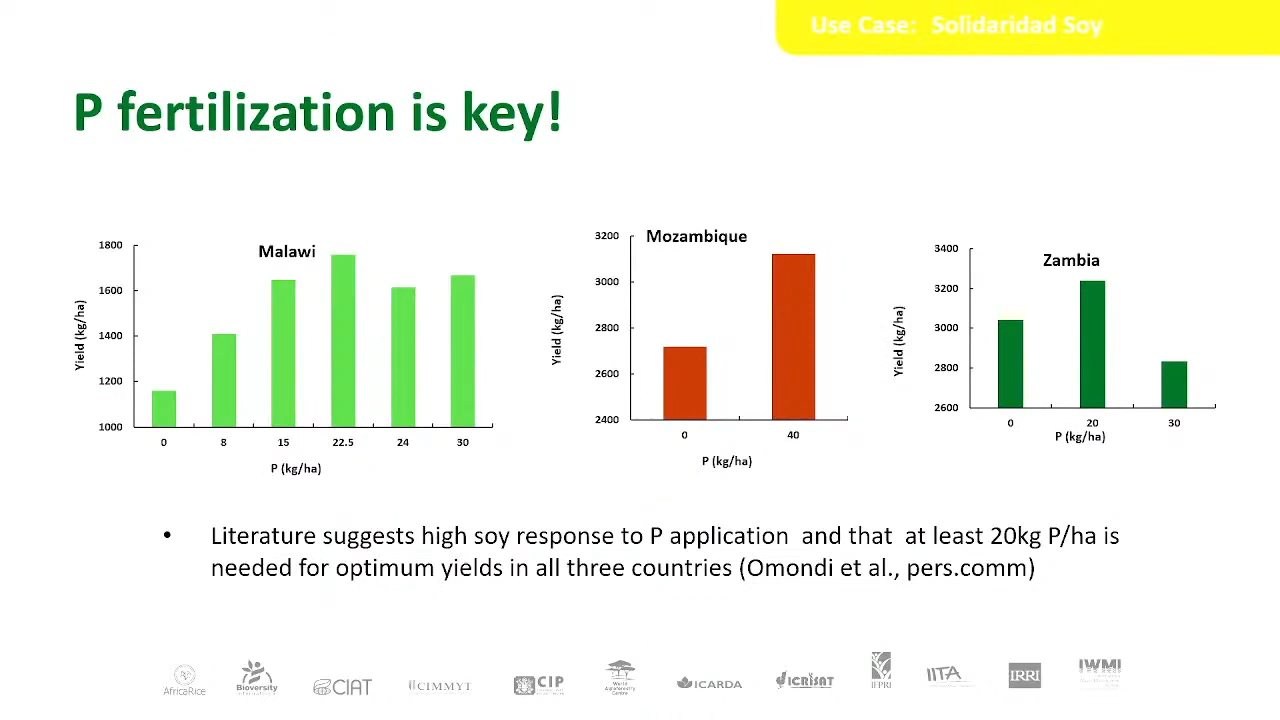 Use Case: Solidaridad Soy
P fertilization is key!
Malawi
Yield (kg/ha)
1800
1600
1400
1200
1000
0 8 15 22.5 24 30
P (kg/ha)
Mozambique
Yield (kg/ha)
3200
3000
2800
2600
2400
0 40
P (kg/ha)
Zambia
Yield (kg/ha)
3400
3200
3000
2800
2600
0 20 30
P (kg/ha)
• Literature suggests high soy response to P application and that at least 20kg P/ha is
needed for optimum yields in all three countries (Omondi et al., pers.comm)
AfricaRice
Bioversity
CIAT
CIMMYT
CIP
World
Agroforestry
Centre
ICARDA
ICRISAT
IFPRI
IITA
IRRI
IWMI